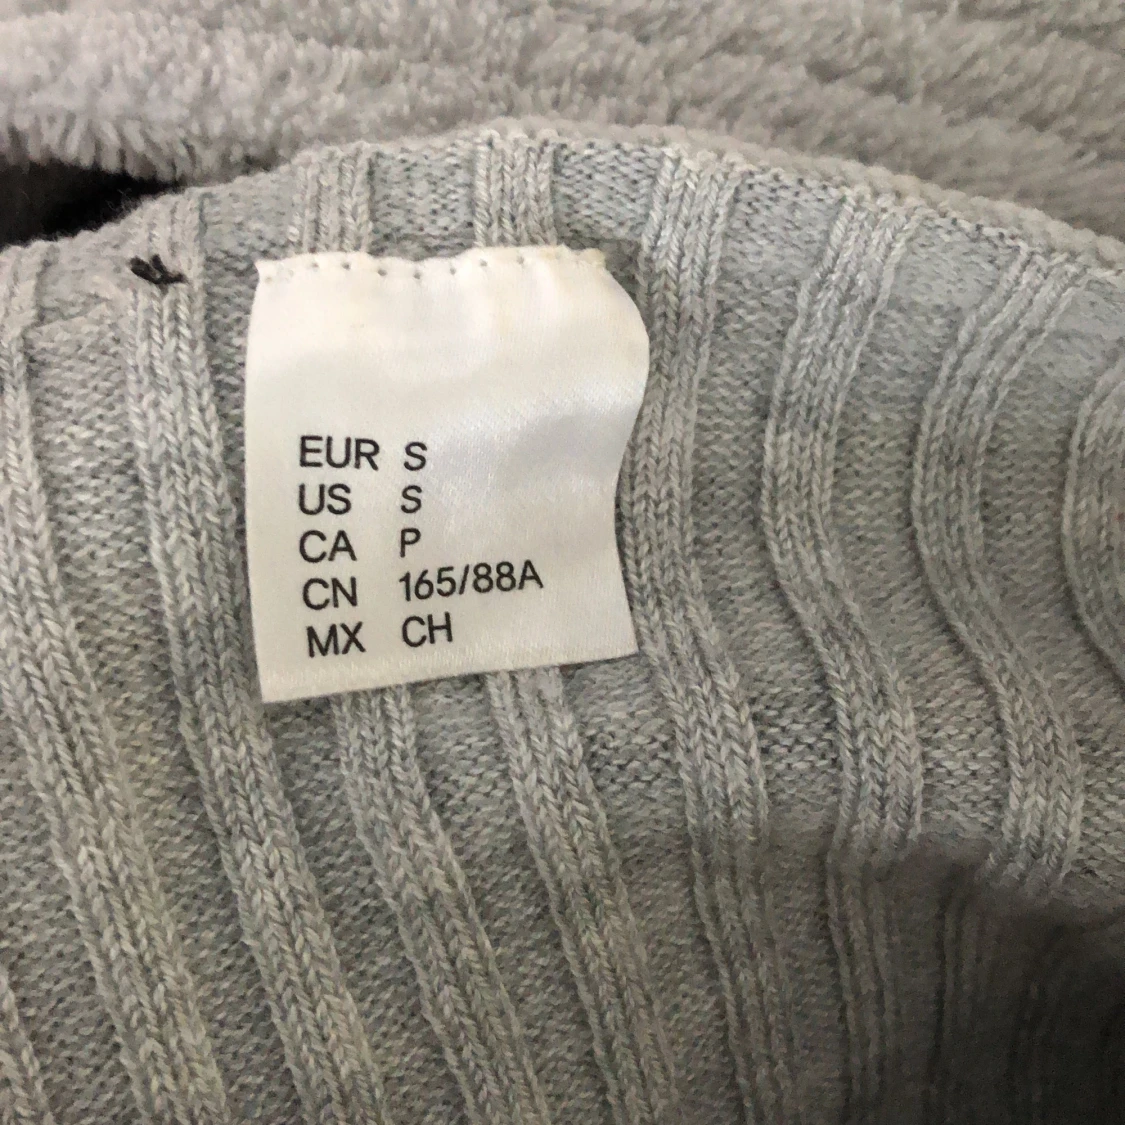 EUR S
US S
CA P
CN 165/88A
MX CH